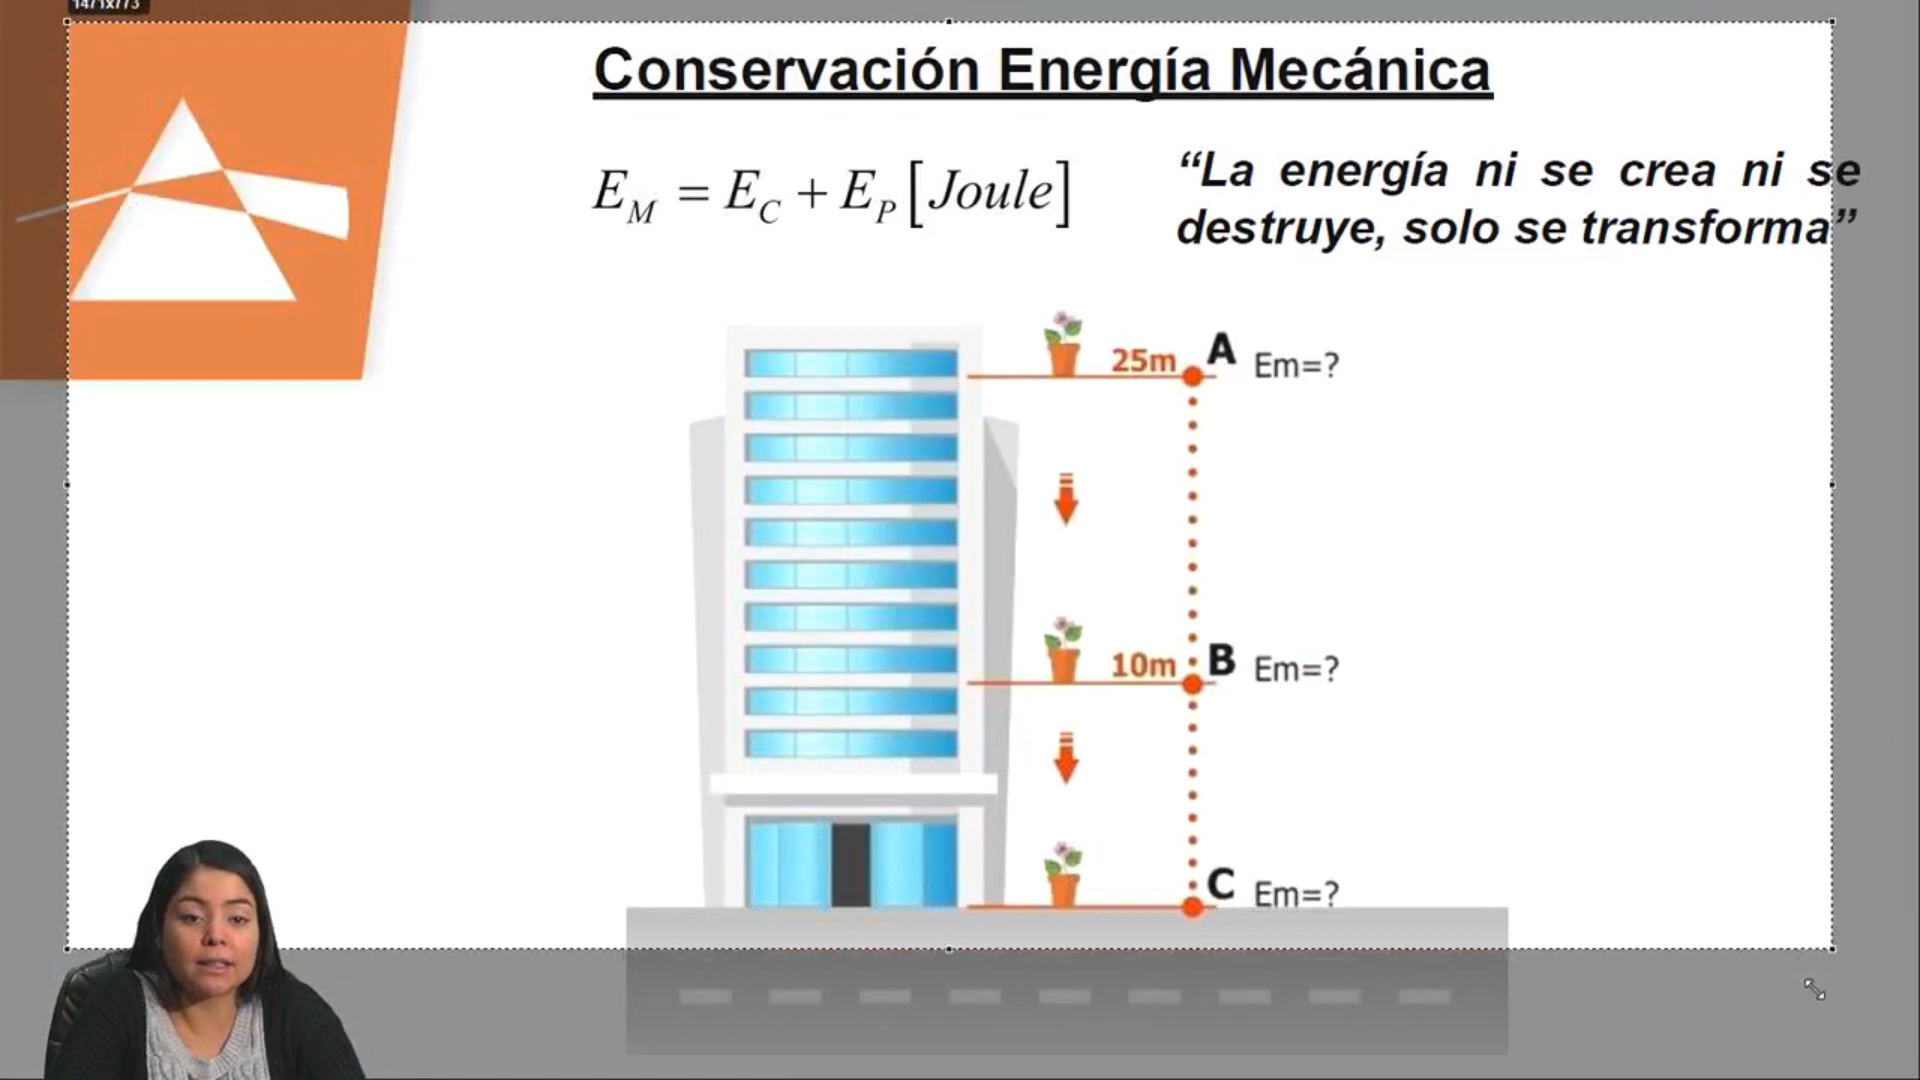 1471x773
Conservación Energía Mecánica
E_M = E_C + E_P [Joule]
“La energía ni se crea ni se
destruye, solo se transforma”
25m A Em=?
10m B Em=?
C Em=?